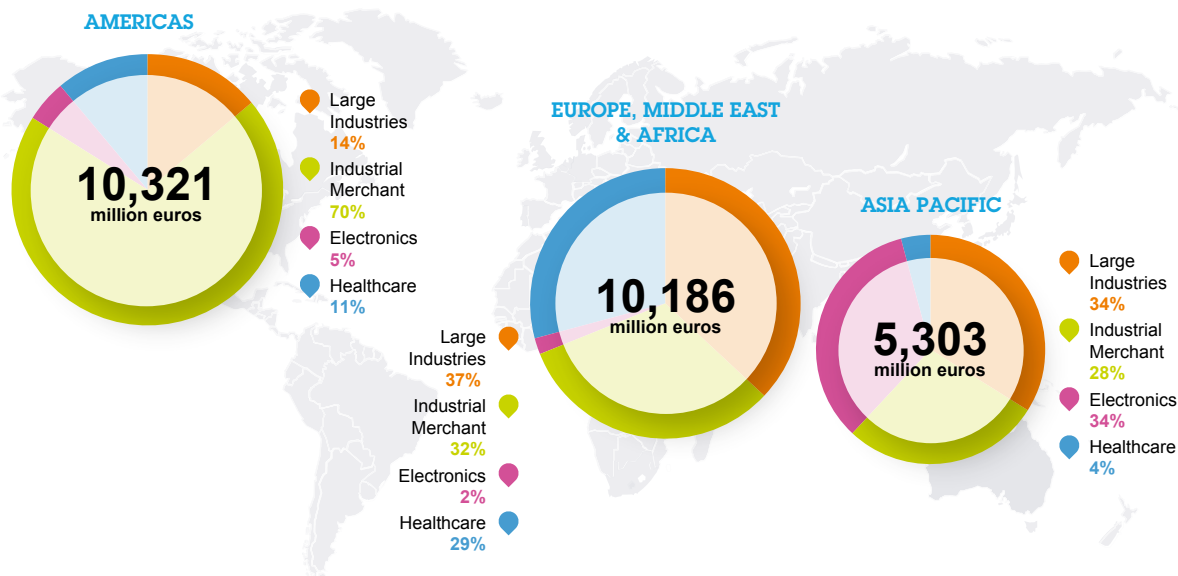 AMERICAS
10,321
million euros
Large
Industries
14%
Industrial
Merchant
70%
Electronics
5%
Healthcare
11%
EUROPE, MIDDLE EAST
& AFRICA
10,186
million euros
Large
Industries
37%
Industrial
Merchant
32%
Electronics
2%
Healthcare
29%
ASIA PACIFIC
5,303
million euros
Large
Industries
34%
Industrial
Merchant
28%
Electronics
34%
Healthcare
4%